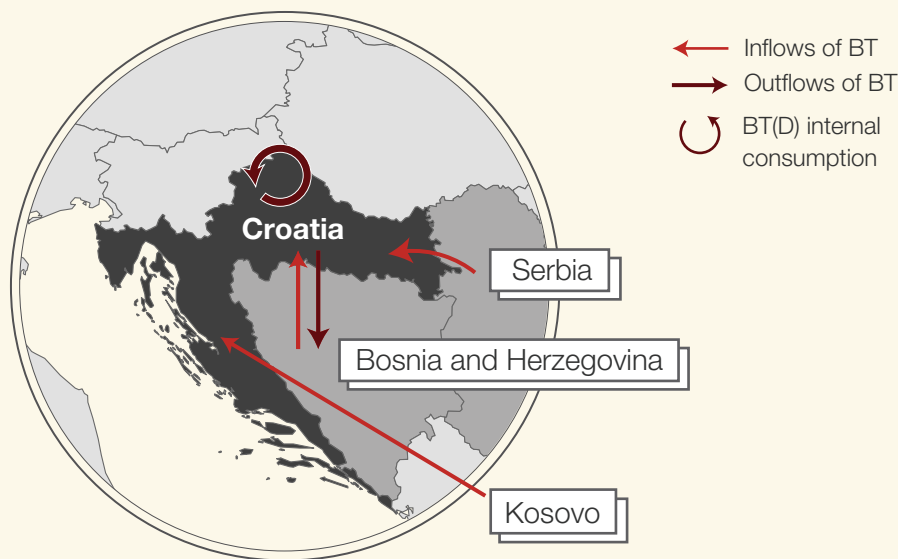 Inflows of BT
Outflows of BT
BT(D) internal
consumption
Croatia
Serbia
Bosnia and Herzegovina
Kosovo